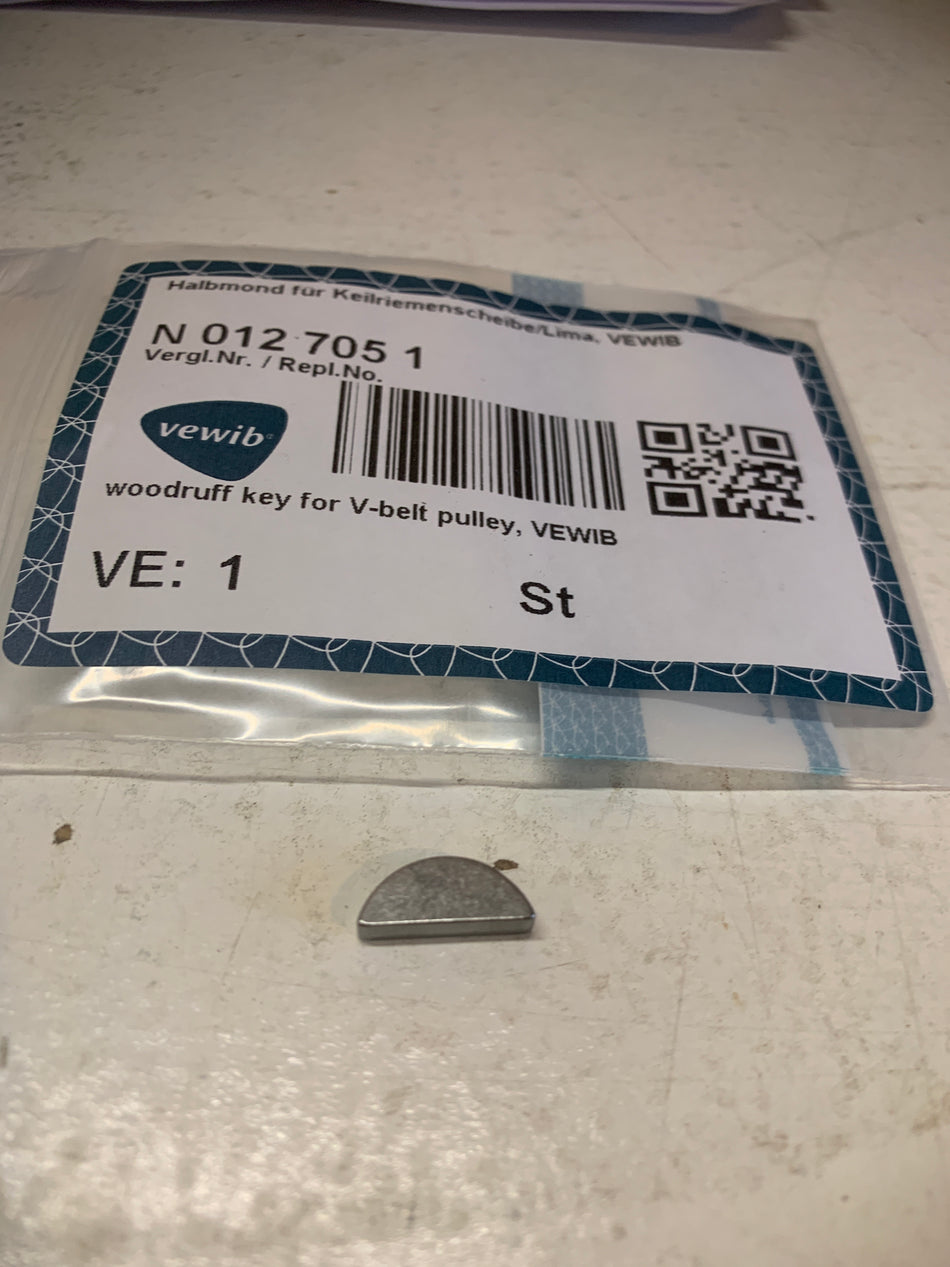 Halbmond für Keilriemenscheibe/Lima, VEWIB
N 012 705 1
Vergl.Nr. / Repl.No.
vewib
woodruff key for V-belt pulley, VEWIB
VE: 1 St